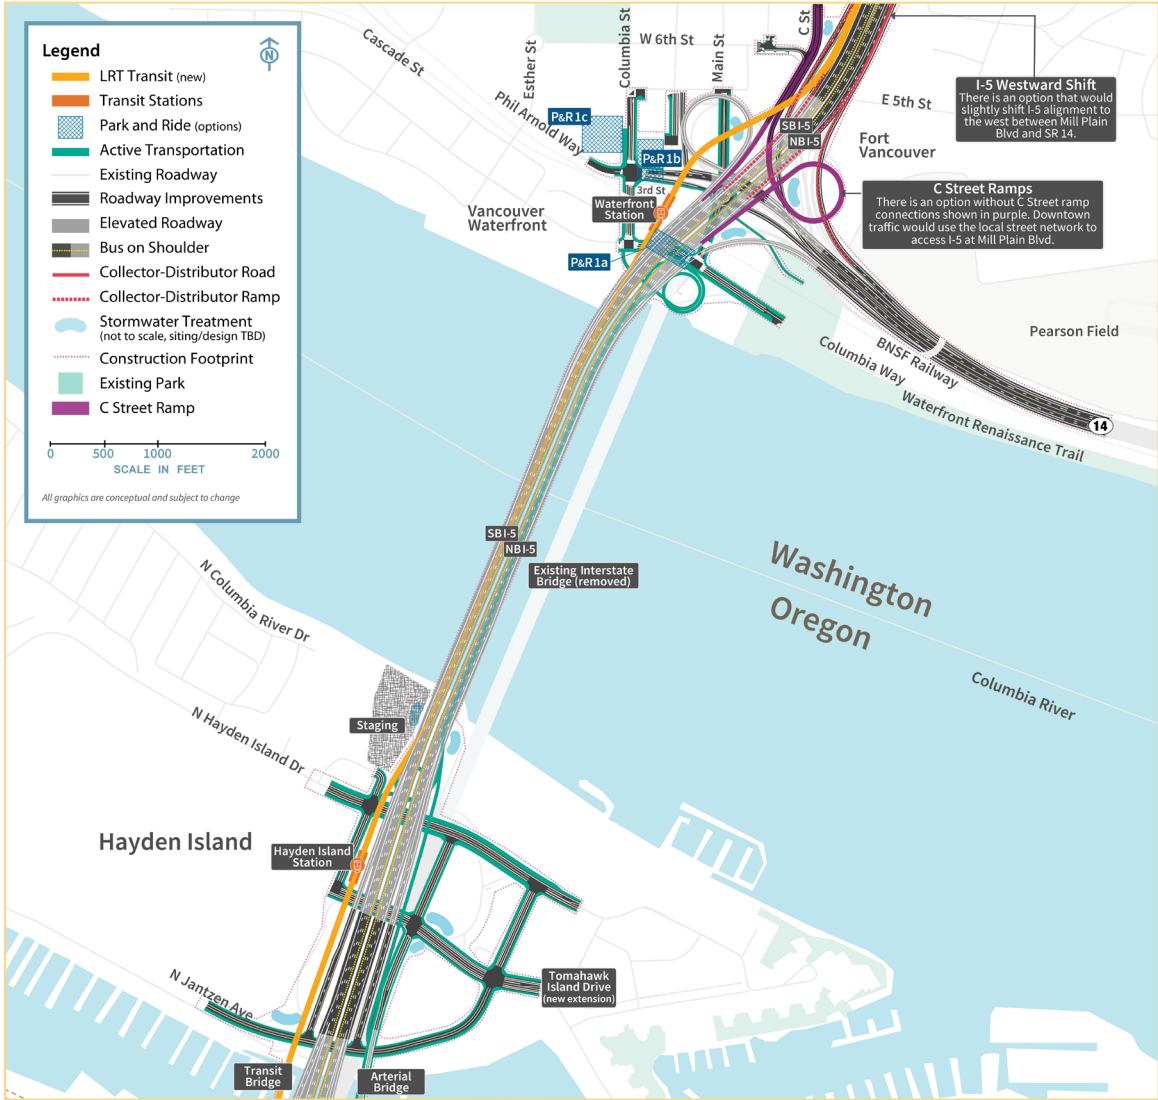 Legend
N
LRT Transit (new)
Transit Stations
Park and Ride (options)
Active Transportation
Existing Roadway
Roadway Improvements
Elevated Roadway
Bus on Shoulder
Collector-Distributor Road
Collector-Distributor Ramp
Stormwater Treatment
(not to scale, siting/design TBD)
Construction Footprint
Existing Park
C Street Ramp
0 500 1000 2000
SCALE IN FEET
All graphics are conceptual and subject to change
Cascade St
Esther St
Columbia St
W 6th St
Main St
C St
Phil Arnold Way
P&R1c
P&R1b
3rd St
Waterfront
Station
Vancouver
Waterfront
P&R1a
SB I-5
NB I-5
E 5th St
Fort
Vancouver
I-5 Westward Shift
There is an option that would
slightly shift I-5 alignment to
the west between Mill Plain
Blvd and SR 14.
C Street Ramps
There is an option without C Street ramp
connections shown in purple. Downtown
traffic would use the local street network to
access I-5 at Mill Plain Blvd.
Pearson Field
BNSF Railway
Columbia Way
Waterfront Renaissance Trail
14
SB I-5
NB I-5
Existing Interstate
Bridge (removed)
Washington
Oregon
Columbia River
N Columbia River Dr
N Hayden Island Dr
Staging
Hayden Island
Hayden Island
Station
N Jantzen Ave
Tomahawk
Island Drive
(new extension)
Transit
Bridge
Arterial
Bridge